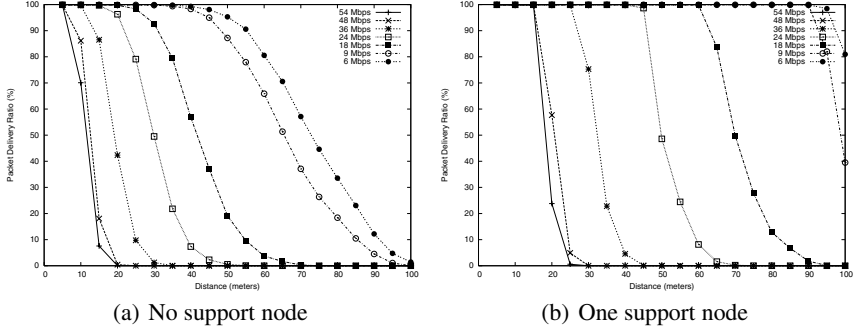 100
90
80
70
60
50
40
30
20
10
0
0 10 20 30 40 50 60 70 80 90 100
Packet Delivery Ratio (%)
Distance (meters)
54 Mbps
48 Mbps
36 Mbps
24 Mbps
18 Mbps
9 Mbps
6 Mbps
(a) No support node
100
90
80
70
60
50
40
30
20
10
0
0 10 20 30 40 50 60 70 80 90 100
Packet Delivery Ratio (%)
Distance (meters)
54 Mbps
48 Mbps
36 Mbps
24 Mbps
18 Mbps
9 Mbps
6 Mbps
(b) One support node